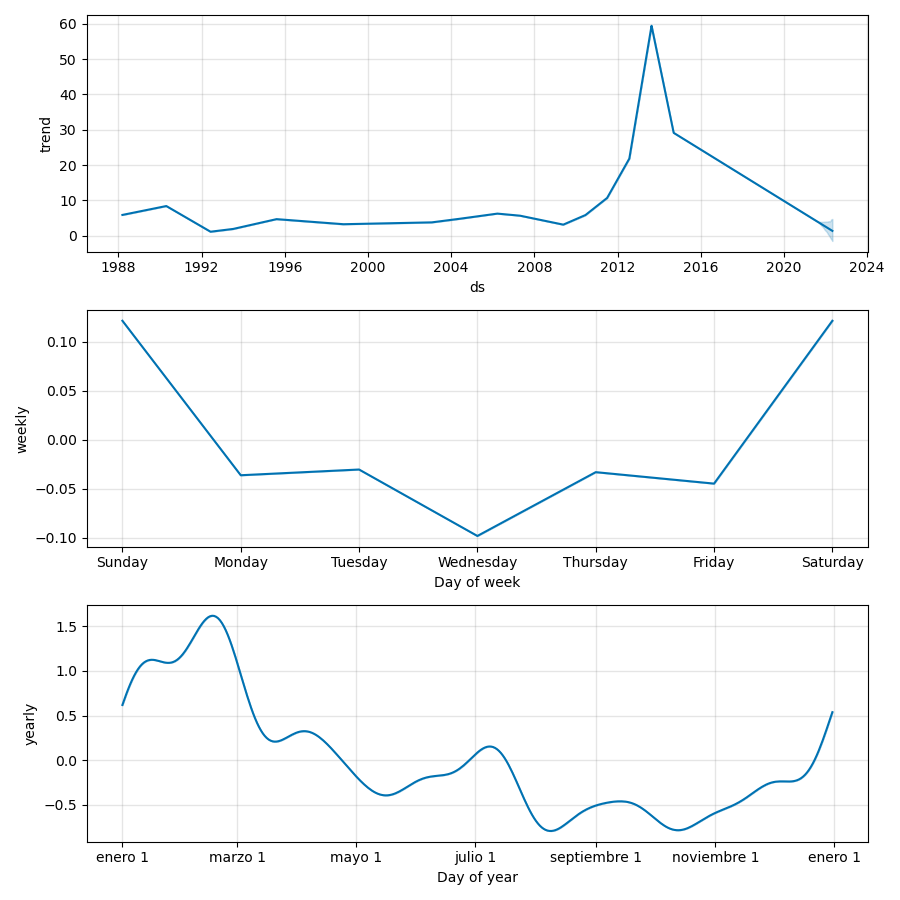 60
50
40
30
20
10
0
trend
1988 1992 1996 2000 2004 2008 2012 2016 2020 2024
ds
0.10
0.05
0.00
−0.05
−0.10
weekly
Sunday Monday Tuesday Wednesday Thursday Friday Saturday
Day of week
1.5
1.0
0.5
0.0
−0.5
yearly
enero 1 marzo 1 mayo 1 julio 1 septiembre 1 noviembre 1 enero 1
Day of year